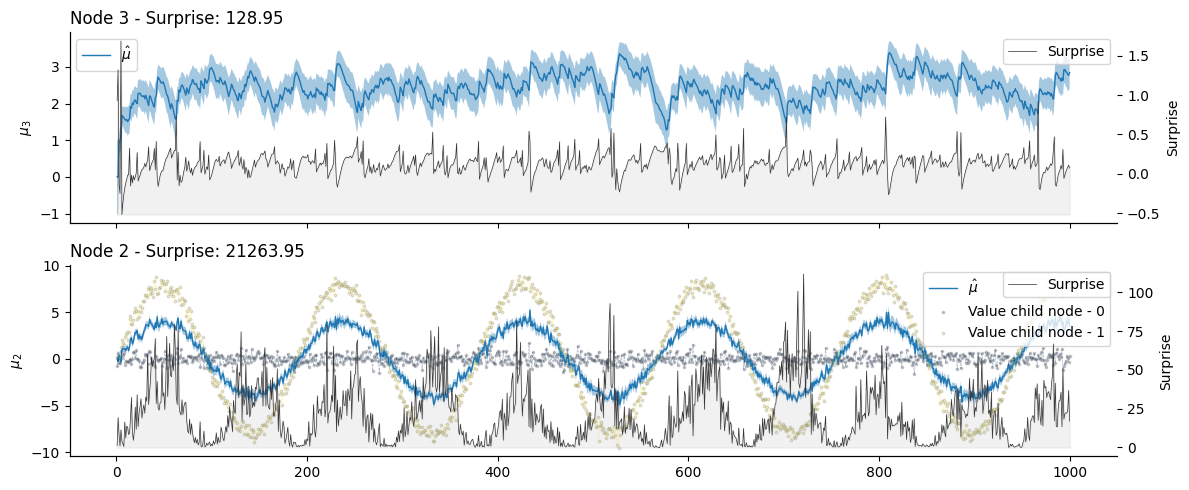 Node 3 - Surprise: 128.95
μ̂
Surprise
3
2
1
0
−1
μ3
1.5
1.0
0.5
0.0
−0.5
Surprise
Node 2 - Surprise: 21263.95
μ̂
Value child node - 0
Value child node - 1
Surprise
10
5
0
−5
−10
μ2
100
75
50
25
0
Surprise
0
200
400
600
800
1000